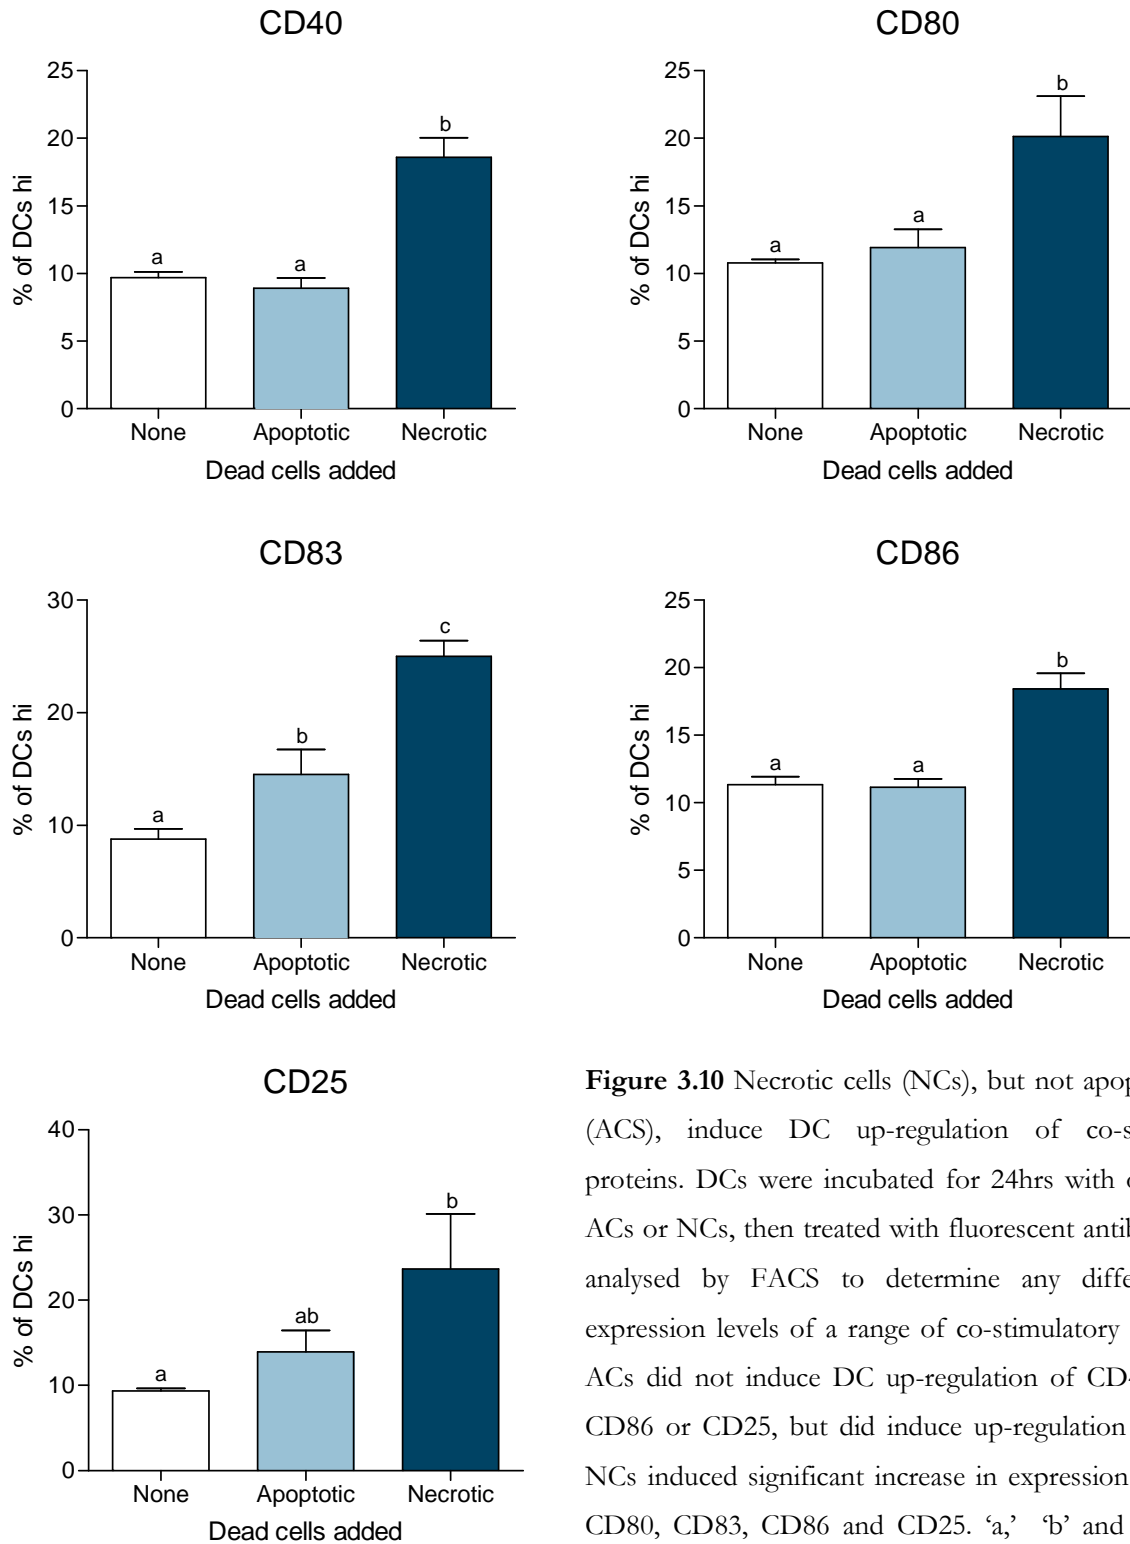 CD40
25
20
15
10
5
0
% of DCs hi
a
a
b
None Apoptotic Necrotic
Dead cells added
CD80
25
20
15
10
5
0
% of DCs hi
a
a
b
None Apoptotic Necrotic
Dead cells added
CD83
30
20
10
0
% of DCs hi
a
b
c
None Apoptotic Necrotic
Dead cells added
CD86
25
20
15
10
5
0
% of DCs hi
a
a
b
None Apoptotic Necrotic
Dead cells added
CD25
40
30
20
10
0
% of DCs hi
a
ab
b
None Apoptotic Necrotic
Dead cells added
Figure 3.10 Necrotic cells (NCs), but not
(ACS), induce DC up-regulation of
proteins. DCs were incubated for 24hrs with
ACs or NCs, then treated with fluorescent
analysed by FACS to determine any
expression levels of a range of co-stimulatory
ACs did not induce DC up-regulation of
CD86 or CD25, but did induce up-regulation
NCs induced significant increase in expression
CD80, CD83, CD86 and CD25. ‘a,’ ‘b’ and